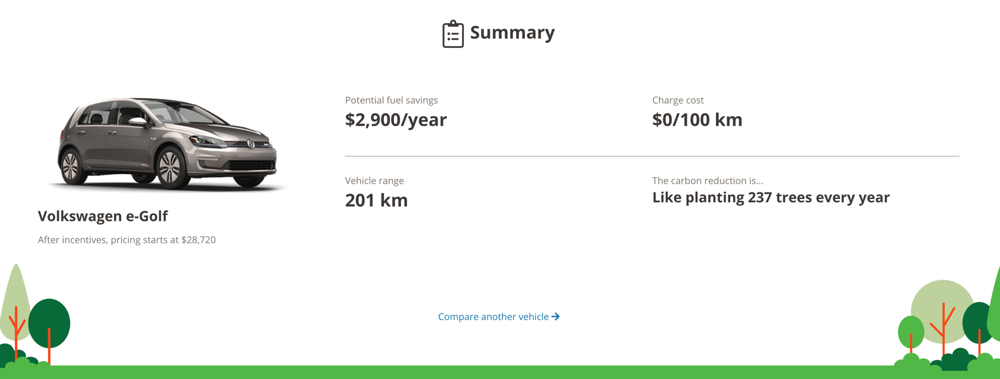 Summary
Potential fuel savings
$2,900/year
Charge cost
$0/100 km
Vehicle range
201 km
The carbon reduction is...
Like planting 237 trees every year
Volkswagen e-Golf
After incentives, pricing starts at $28,720
Compare another vehicle